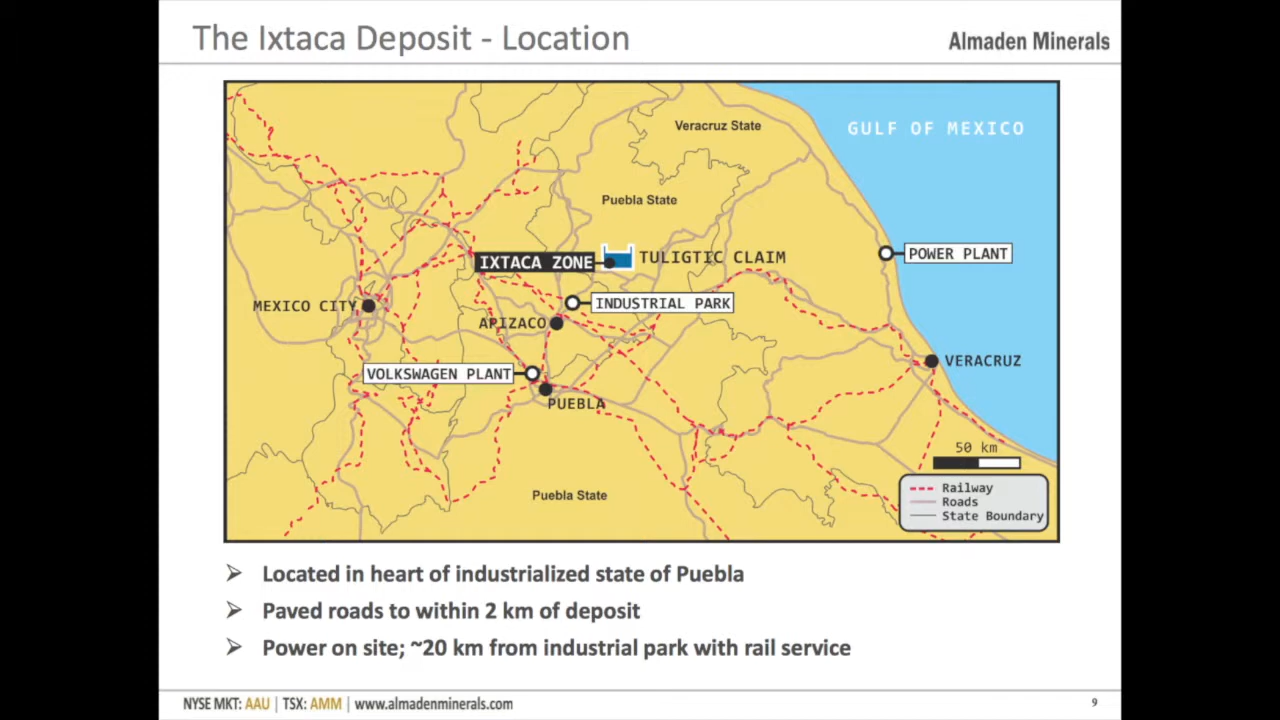 The Ixtaca Deposit - Location
Almaden Minerals
Veracruz State
GULF OF MEXICO
Puebla State
IXTACA ZONE
TULIGTIC CLAIM
POWER PLANT
MEXICO CITY
INDUSTRIAL PARK
APIZACO
VERACRUZ
VOLKSWAGEN PLANT
PUEBLA
50 km
Puebla State
Railway
Roads
State Boundary
➢ Located in heart of industrialized state of Puebla
➢ Paved roads to within 2 km of deposit
➢ Power on site; ~20 km from industrial park with rail service
NYSE MKT: AAU | TSX: AMM | www.almadenminerals.com
9